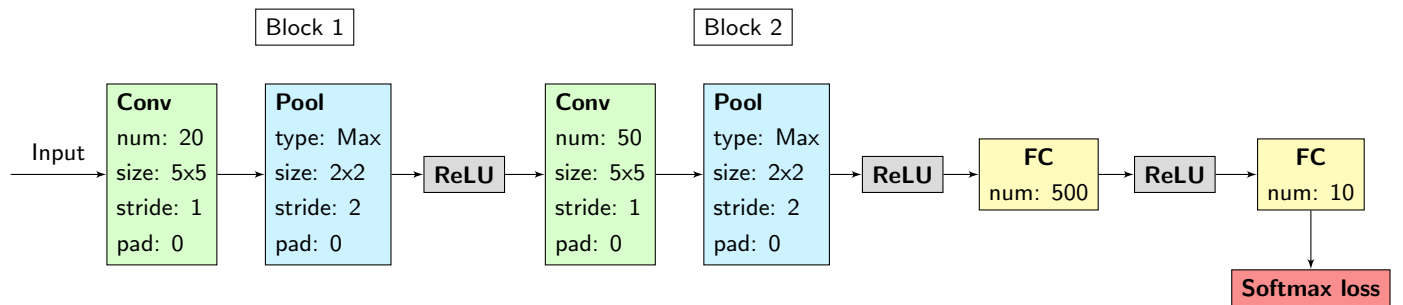 Block 1
Block 2
Input
Conv
num: 20
size: 5x5
stride: 1
pad: 0
Pool
type: Max
size: 2x2
stride: 2
pad: 0
ReLU
Conv
num: 50
size: 5x5
stride: 1
pad: 0
Pool
type: Max
size: 2x2
stride: 2
pad: 0
ReLU
FC
num: 500
ReLU
FC
num: 10
Softmax loss